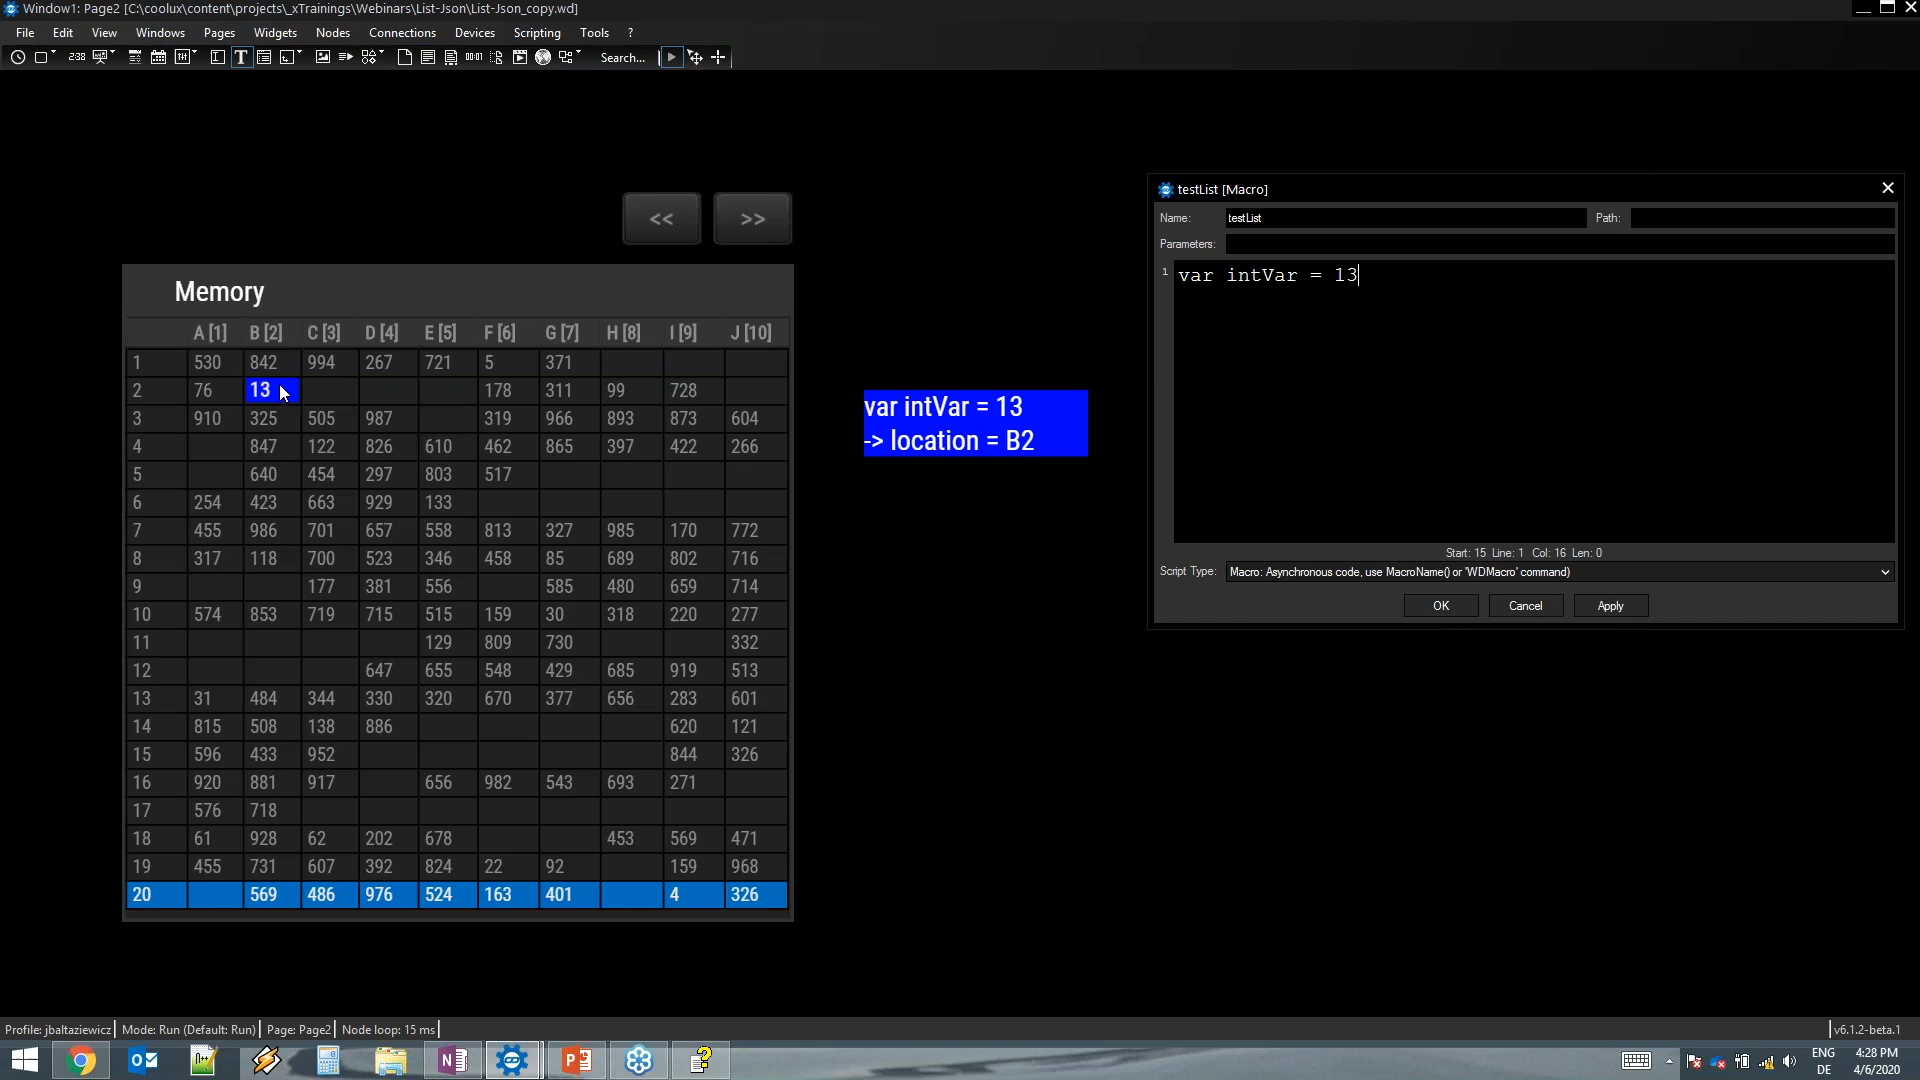 Window1: Page2 [C:\coolux\content\projects\_xTrainings\Webinars\List-Json\List-Json_copy.wd]
File Edit View Windows Pages Widgets Nodes Connections Devices Scripting Tools ?
Search...
<< >>
testList [Macro]
Name: testList Path:
Parameters:
1 var intVar = 13
Memory
A [1] B [2] C [3] D [4] E [5] F [6] G [7] H [8] I [9] J [10]
1 530 842 994 267 721 5 371
2 76 13 178 311 99 728
3 910 325 505 987 319 966 893 873 604
4 847 122 826 610 462 865 397 422 266
5 640 454 297 803 517
6 254 423 663 929 133
7 455 986 701 657 558 813 327 985 170 772
8 317 118 700 523 346 458 85 689 802 716
9 177 381 556 585 480 659 714
10 574 853 719 715 515 159 30 318 220 277
11 129 809 730 332
12 647 655 548 429 685 919 513
13 31 484 344 330 320 670 377 656 283 601
14 815 508 138 886 620 121
15 596 433 952 844 326
16 920 881 917 656 982 543 693 271
17 576 718
18 61 928 62 202 678 453 569 471
19 455 731 607 392 824 22 92 159 968
20 569 486 976 524 163 401 4 326
var intVar = 13
-> location = B2
Start: 15 Line: 1 Col: 16 Len: 0
Script Type: Macro: Asynchronous code, use MacroName() or 'WDMacro' command)
OK Cancel Apply
Profile: jbaltaziewicz Mode: Run (Default: Run) Page: Page2 Node loop: 15 ms v6.1.2-beta.1
ENG 4:28 PM
DE 4/6/2020